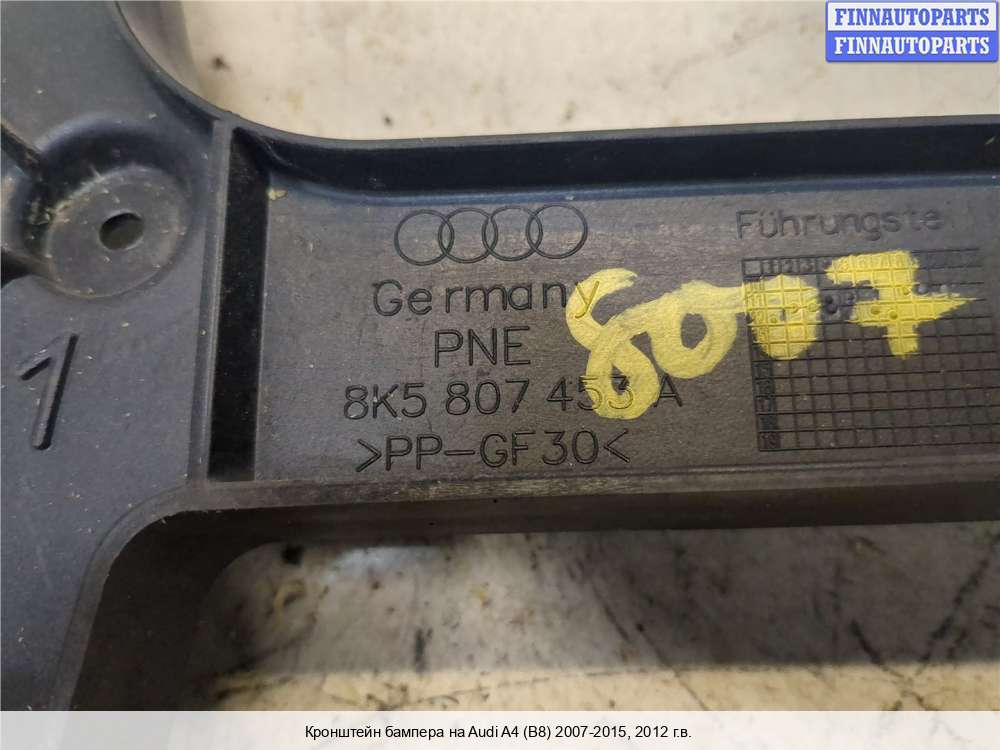 FINNAUTOPARTS
FINNAUTOPARTS
Führungste
Germany
PNE
8K5 807 453 A
>PP-GF30<
8007
1
Кронштейн бампера на Audi A4 (B8) 2007-2015, 2012 г.в.